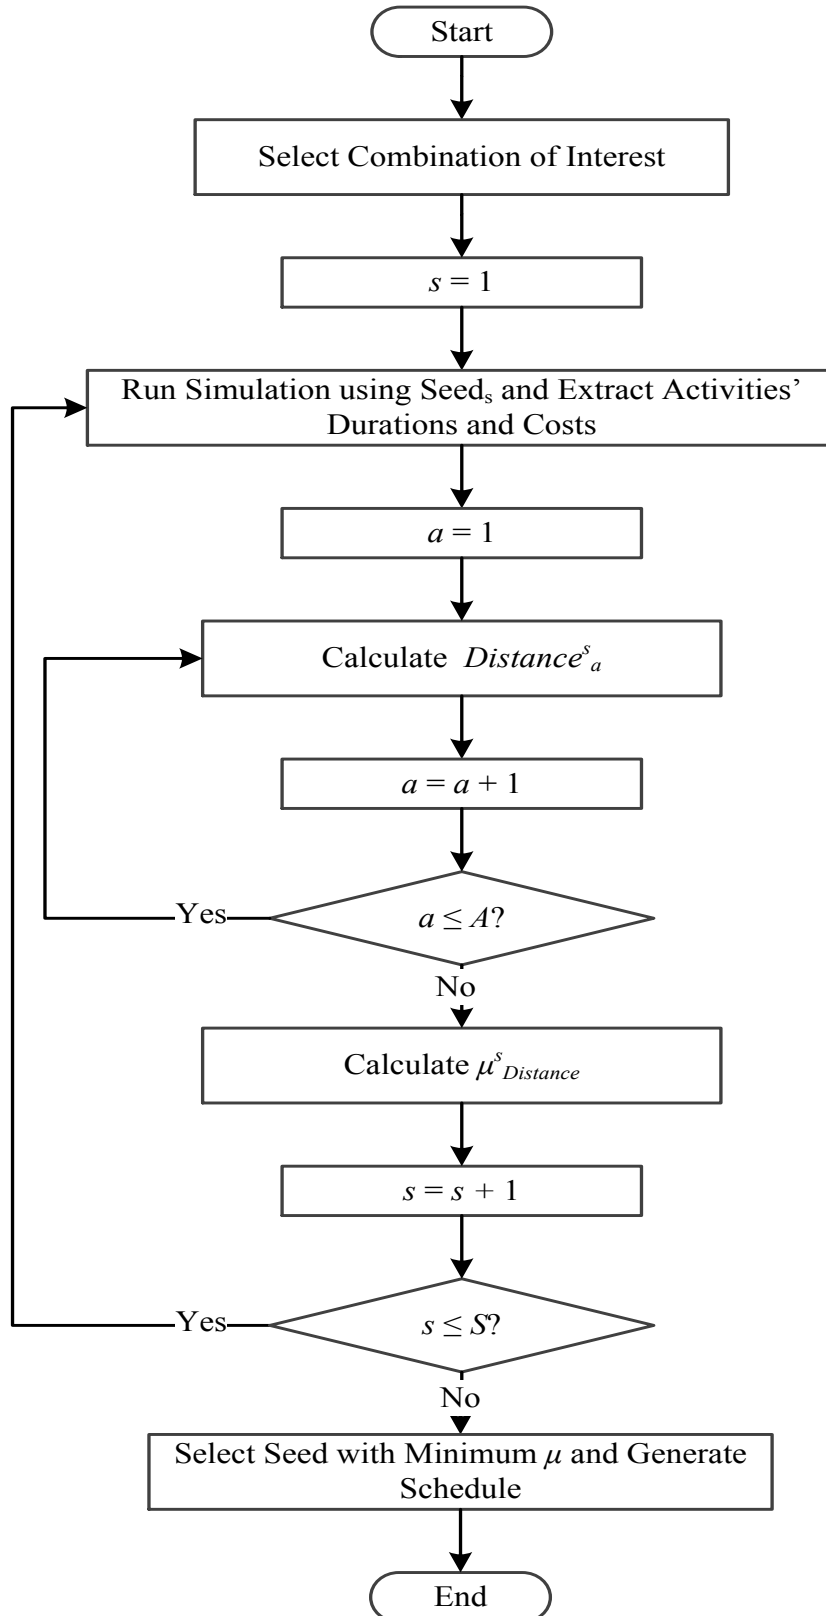 Start
Select Combination of Interest
s = 1
Run Simulation using Seedₛ and Extract Activities’
Durations and Costs
a = 1
Calculate Distanceˢₐ
a = a + 1
a ≤ A?
Yes
No
Calculate μˢ_Distance
s = s + 1
s ≤ S?
Yes
No
Select Seed with Minimum μ and Generate
Schedule
End